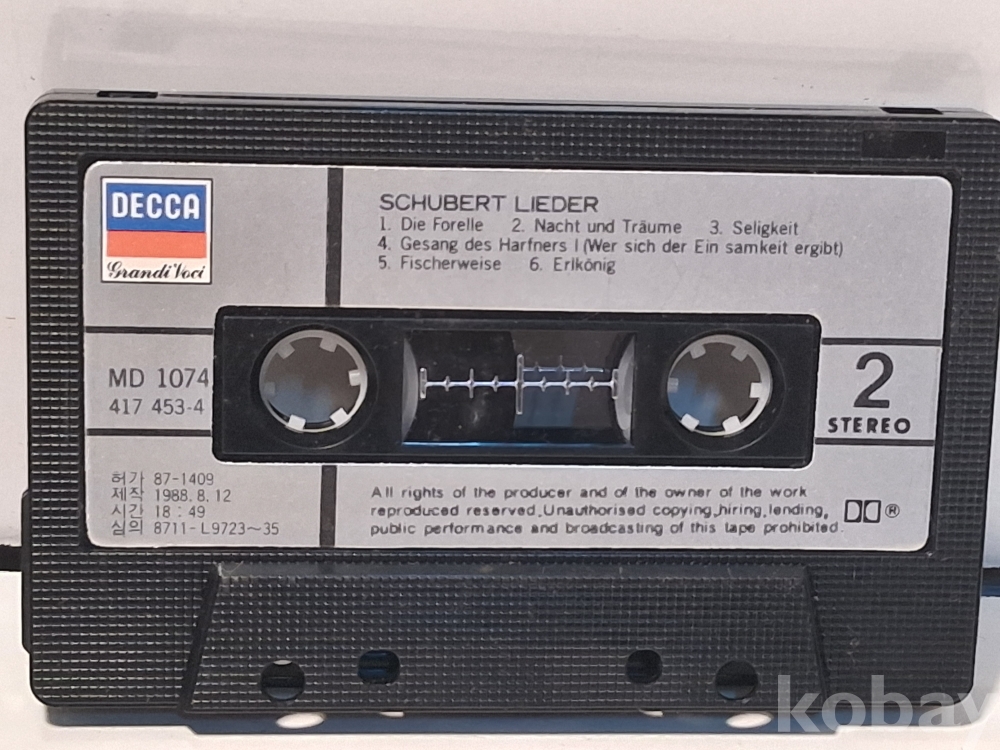 DECCA
Grandi Voci
SCHUBERT LIEDER
1. Die Forelle 2. Nacht und Träume 3. Seligkeit
4. Gesang des Harfners I (Wer sich der Ein samkeit ergibt)
5. Fischerweise 6. Erlkönig
MD 1074
417 453-4
2
STEREO
허가 87-1409
제작 1988. 8. 12
시간 18 : 49
심의 8711-L9723~35
All rights of the producer and of the owner of the work
reproduced reserved. Unauthorised copying, hiring, lending,
public performance and broadcasting of this tape prohibited.
®
kobay